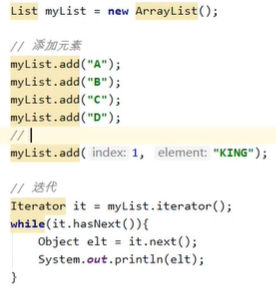 List myList = new ArrayList();
// 添加元素
myList.add("A");
myList.add("B");
myList.add("C");
myList.add("D");
//
myList.add( index: 1, element: "KING");
// 迭代
Iterator it = myList.iterator();
while(it.hasNext()){
Object elt = it.next();
System.out.println(elt);
}